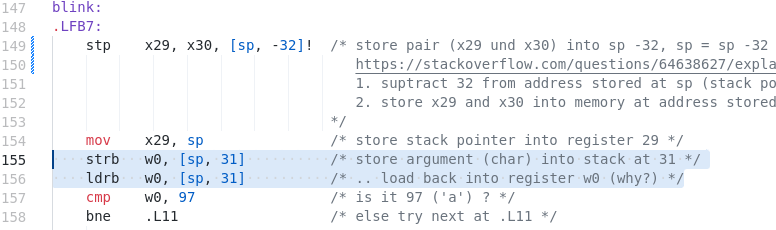 147 blink:
148 .LFB7:
149 stp x29, x30, [sp, -32]! /* store pair (x29 und x30) into sp -32, sp = sp -32
150 https://stackoverflow.com/questions/64638627/expla
151 1. suptract 32 from address stored at sp (stack po
152 2. store x29 and x30 into memory at address stored
153 */
154 mov x29, sp /* store stack pointer into register 29 */
155 strb w0, [sp, 31] /* store argument (char) into stack at 31 */
156 ldrb w0, [sp, 31] /* .. load back into register w0 (why?) */
157 cmp w0, 97 /* is it 97 ('a') ? */
158 bne .L11 /* else try next at .L11 */